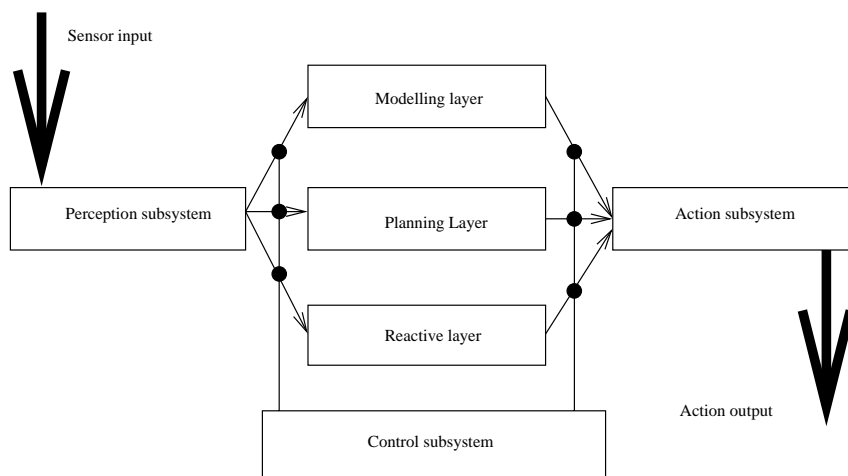 Sensor input
Modelling layer
Perception subsystem
Planning Layer
Action subsystem
Reactive layer
Action output
Control subsystem